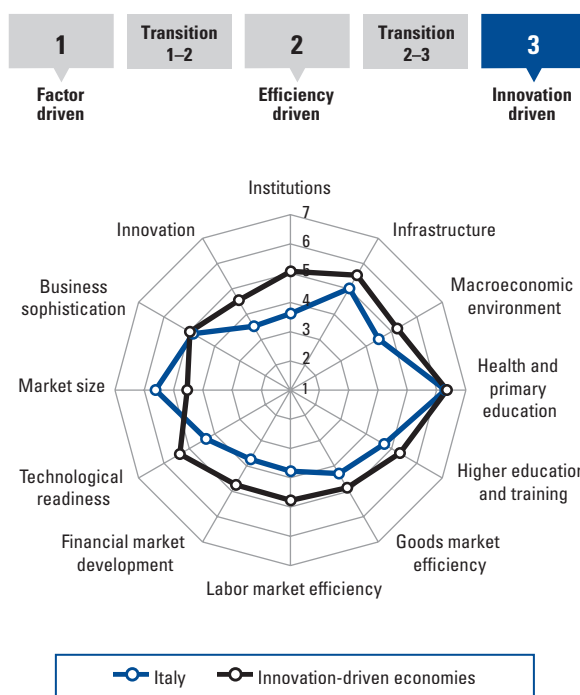 1
Transition
1–2
2
Transition
2–3
3
Factor
driven
Efficiency
driven
Innovation
driven
Institutions
Infrastructure
Macroeconomic
environment
Health and
primary
education
Higher education
and training
Goods market
efficiency
Labor market efficiency
Financial market
development
Technological
readiness
Market size
Business
sophistication
Innovation
7
6
5
4
3
2
1
Italy
Innovation-driven economies